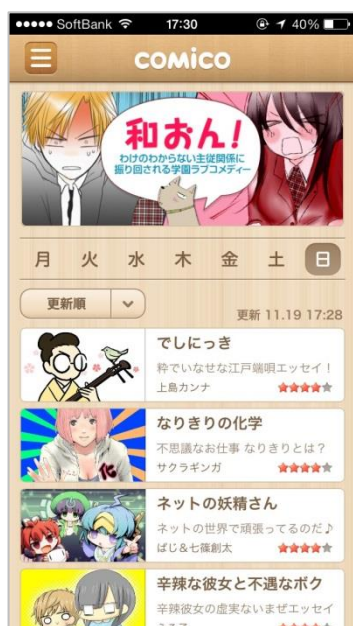 SoftBank 17:30 40%
comico
和おん!
わけのわからない主従関係に
振り回される学園ラブコメディー
月 火 水 木 金 土 日
更新順
更新 11.19 17:28
でしにっき
粋でいなせな江戸端唄エッセイ!
上島カンナ
なりきりの化学
不思議なお仕事 なりきりとは?
サクラギンガ
化
ネットの妖精さん
ネットの世界で頑張ってるのだ♪
ばじ&七篠創太
辛辣な彼女と不遇なボク
辛辣彼女の虚実ないまぜエッセイ